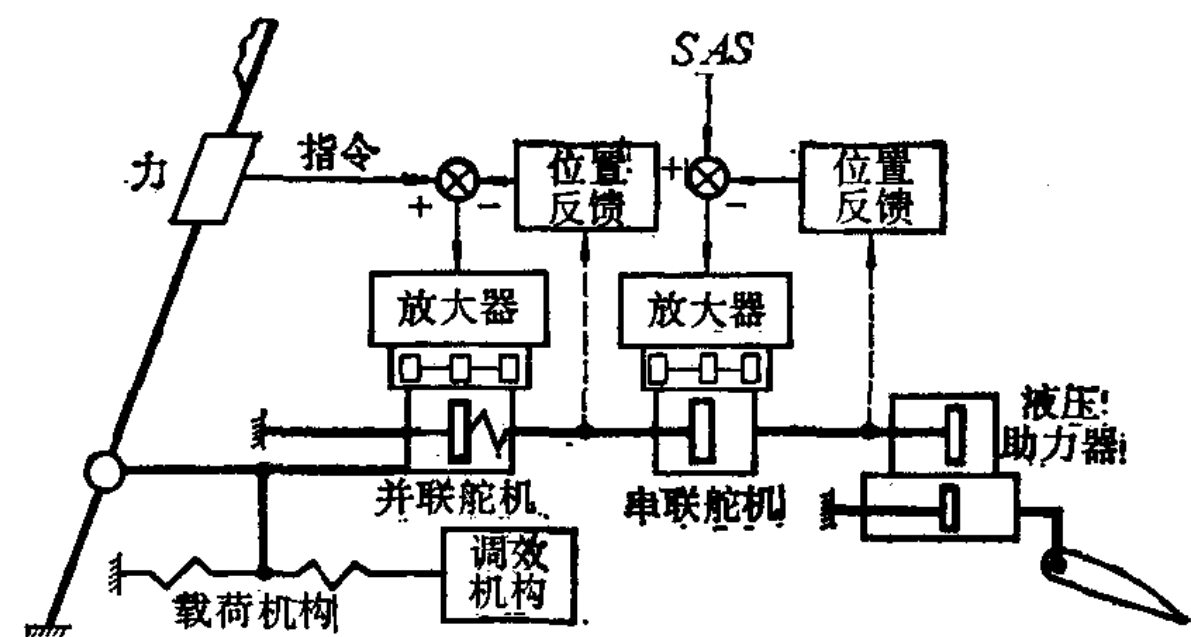 SAS
力
指令
+
−
位置
反馈
+
−
位置
反馈
放大器
放大器
液压
助力器
并联舵机
串联舵机
调效
机构
载荷机构